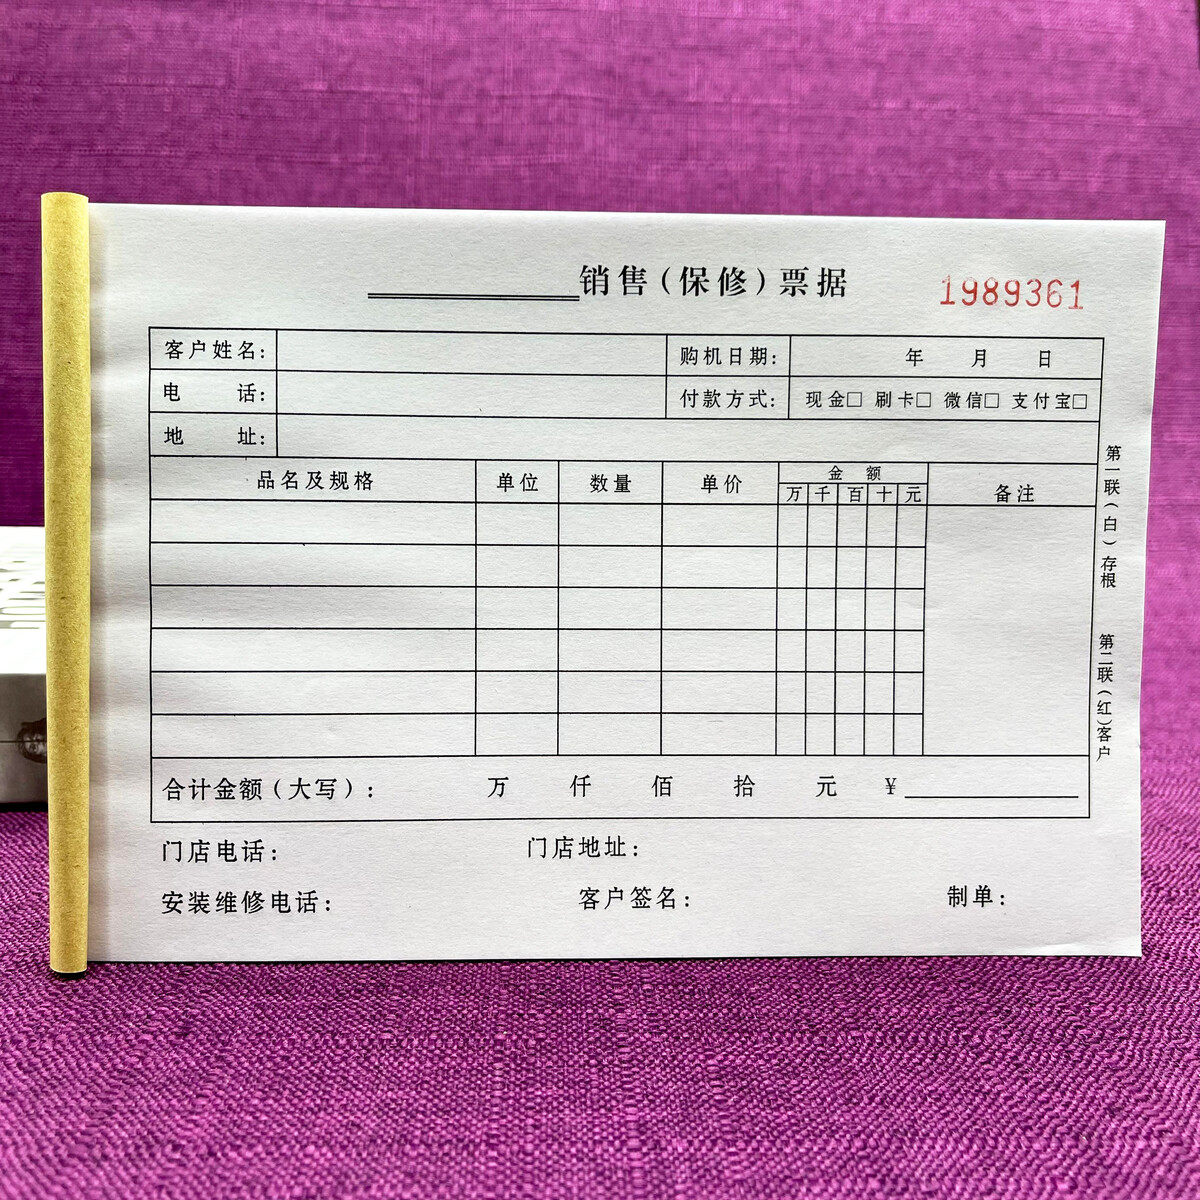 销售(保修)票据
1989361
客户姓名:
购机日期: 年 月 日
电 话:
付款方式: 现金□ 刷卡□ 微信□ 支付宝□
地 址:
品名及规格 单位 数量 单价 金额 备注
万 千 百 十 元
合计金额(大写): 万 仟 佰 拾 元 ¥
门店电话: 门店地址:
安装维修电话: 客户签名: 制单:
第一联(白)存根 第二联(红)客户